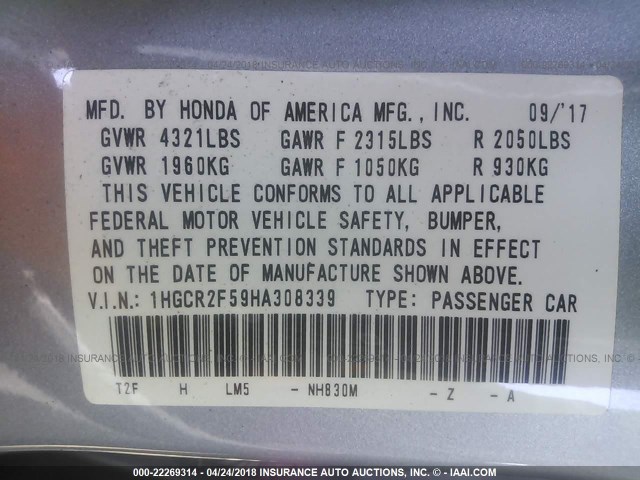 MFD. BY HONDA OF AMERICA MFG., INC. 09/'17
GVWR 4321LBS GAWR F 2315LBS R 2050LBS
GVWR 1960KG GAWR F 1050KG R 930KG
THIS VEHICLE CONFORMS TO ALL APPLICABLE
FEDERAL MOTOR VEHICLE SAFETY, BUMPER,
AND THEFT PREVENTION STANDARDS IN EFFECT
ON THE DATE OF MANUFACTURE SHOWN ABOVE.
V.I.N.: 1HGCR2F59HA308339 TYPE: PASSENGER CAR
T2F H LM5 - NH830M - Z - A
000-22269314 - 04/24/2018 - INSURANCE AUTO AUCTIONS INC. - © - IAAI.COM